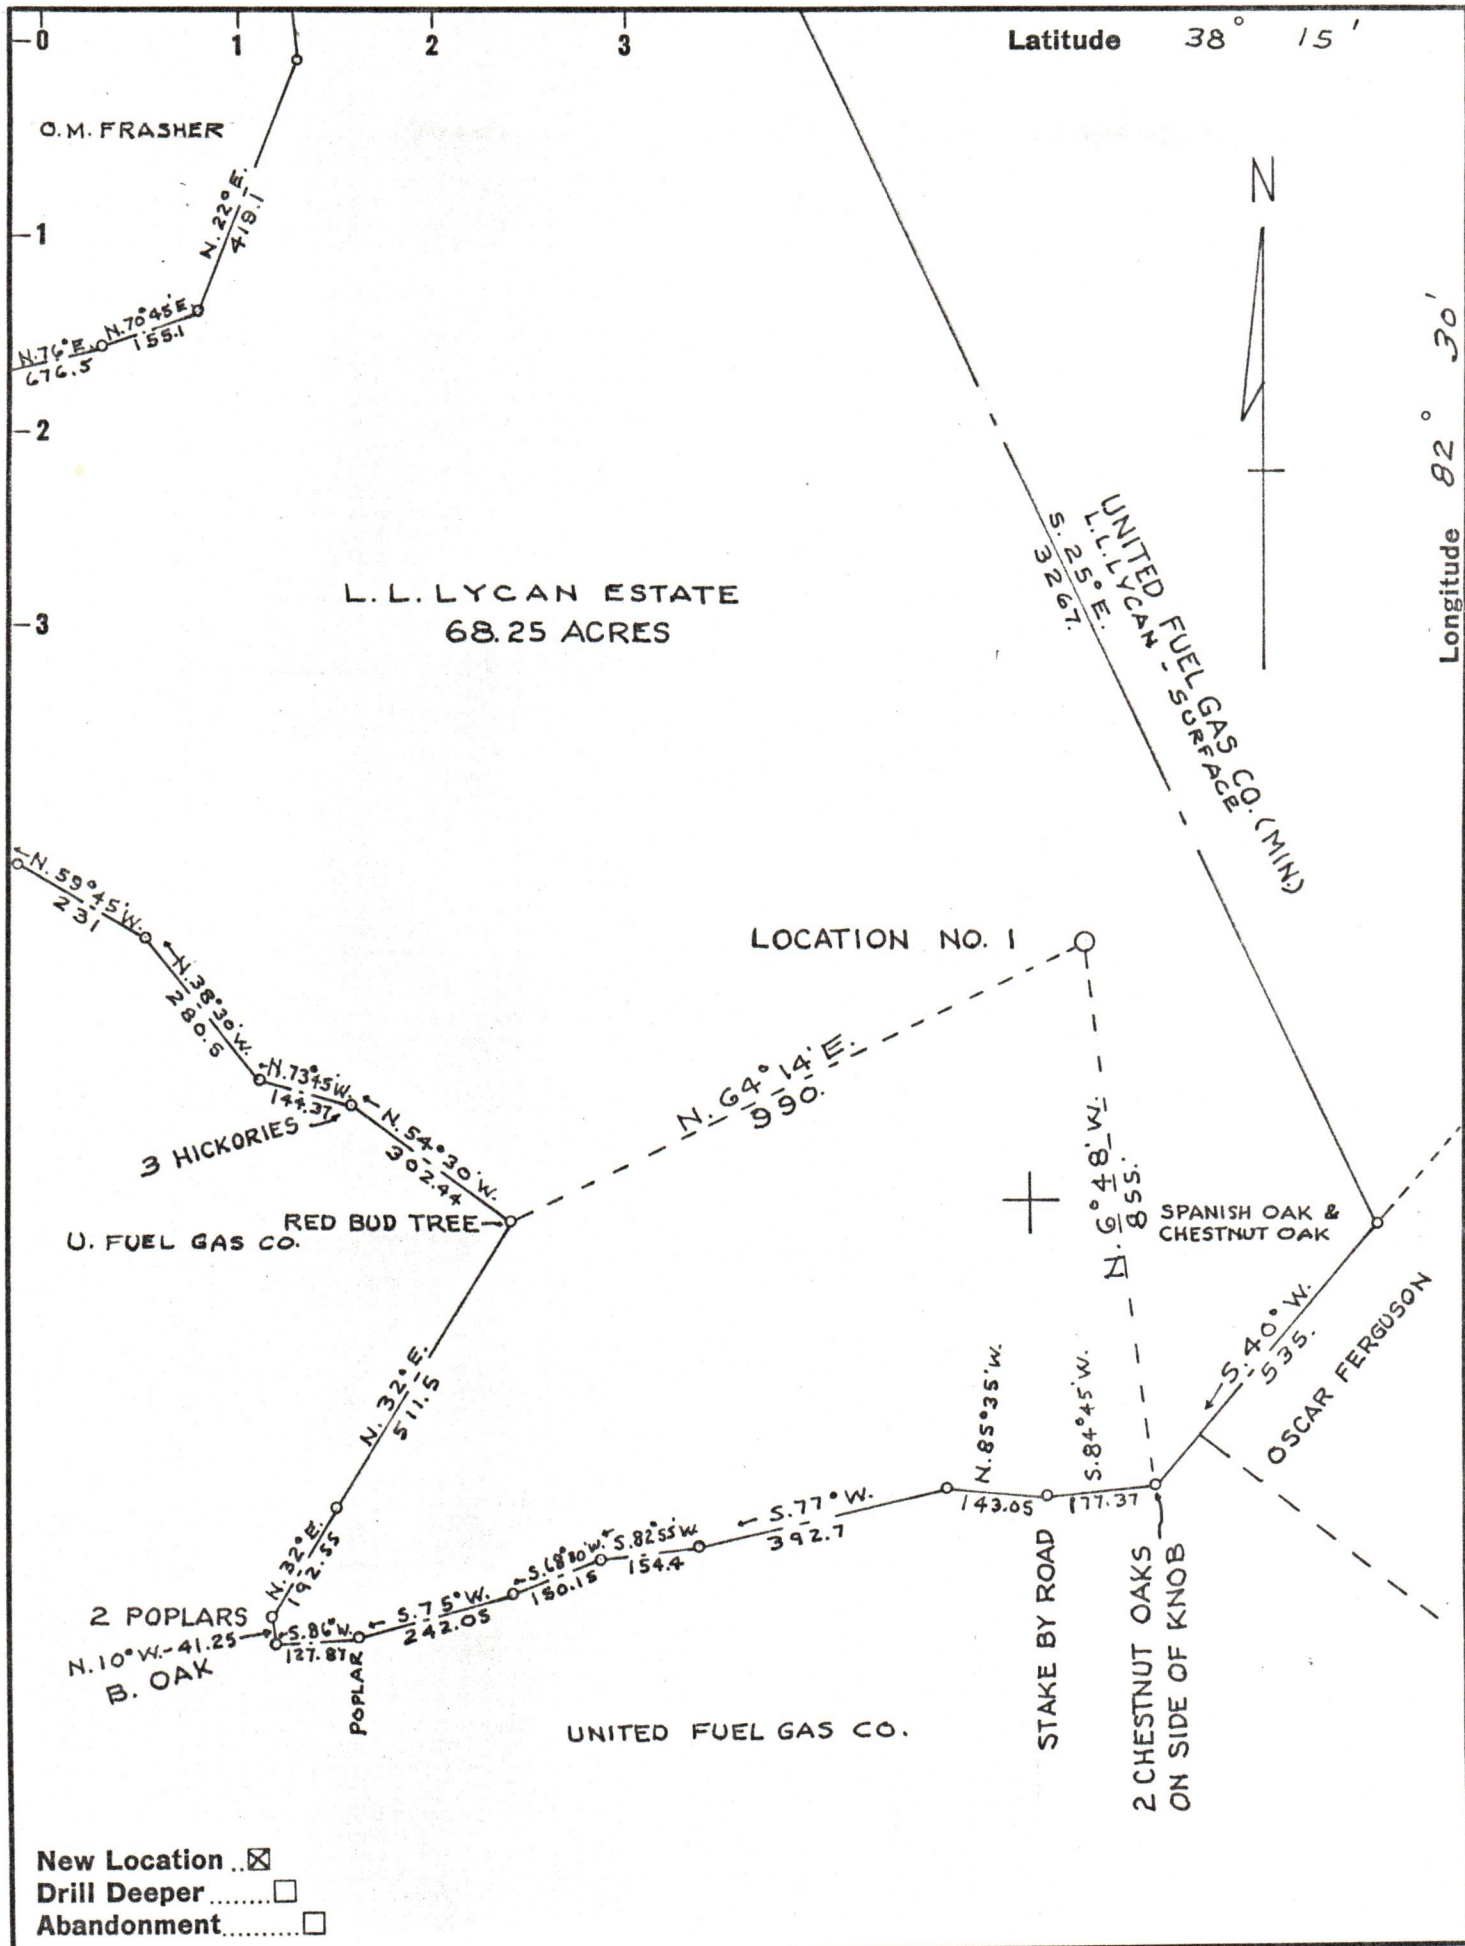 0 1 2 3
Latitude 38° 15'
O.M. FRASHER
N. 22° E.
419.1
1
N
N. 70° 45' E.
155.1
N. 76° E.
676.5
2
Longitude 82° 30'
UNITED FUEL GAS CO. (MIN.)
L.L. LYCAN - SURFACE
S. 25° E.
3267.
L. L. LYCAN ESTATE
68.25 ACRES
3
N. 59° 45' W.
231
LOCATION NO. 1
N. 38° 30' W.
280.5
N. 64° 14' E.
990.
N. 73° 45' W.
144.37
3 HICKORIES
N. 54° 30' W.
302.44
N. 6° 48' W.
855.
RED BUD TREE
U. FUEL GAS CO.
SPANISH OAK &
CHESTNUT OAK
S. 40° W.
535.
OSCAR FERGUSON
N. 32° E.
511.5
N. 85° 35' W.
143.05
S. 84° 45' W.
177.37
S. 77° W.
392.7
S. 82° 55' W.
154.4
150.15
S. 75° W.
242.05
N. 32° E.
192.55
2 POPLARS
S. 86° W.
127.87
N. 10° W. - 41.25
B. OAK
POPLAR
STAKE BY ROAD
2 CHESTNUT OAKS
ON SIDE OF KNOB
UNITED FUEL GAS CO.
New Location ..☒
Drill Deeper ........☐
Abandonment..........☐